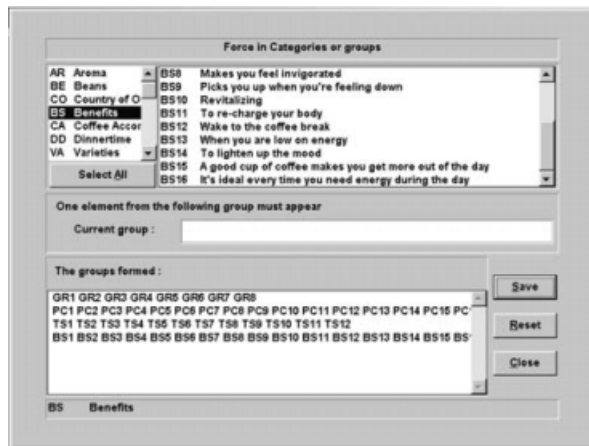 Force in Categories or groups
AR Aroma
BE Beans
CO Country of O
BS Benefits
CA Coffee Accor
DD Dinnertime
VA Varieties
Select All
BS8 Makes you feel invigorated
BS9 Picks you up when you're feeling down
BS10 Revitalizing
BS11 To re-charge your body
BS12 Wake to the coffee break
BS13 When you are low on energy
BS14 To lighten up the mood
BS15 A good cup of coffee makes you get more out of the day
BS16 It's ideal every time you need energy during the day
One element from the following group must appear
Current group :
The groups formed :
GR1 GR2 GR3 GR4 GR5 GR6 GR7 GR8
PC1 PC2 PC3 PC4 PC5 PC6 PC7 PC8 PC9 PC10 PC11 PC12 PC13 PC14 PC15 PC
TS1 TS2 TS3 TS4 TS5 TS6 TS7 TS8 TS9 TS10 TS11 TS12
BS1 BS2 BS3 BS4 BS5 BS6 BS7 BS8 BS9 BS10 BS11 BS12 BS13 BS14 BS15 BS
Save
Reset
Close
BS Benefits